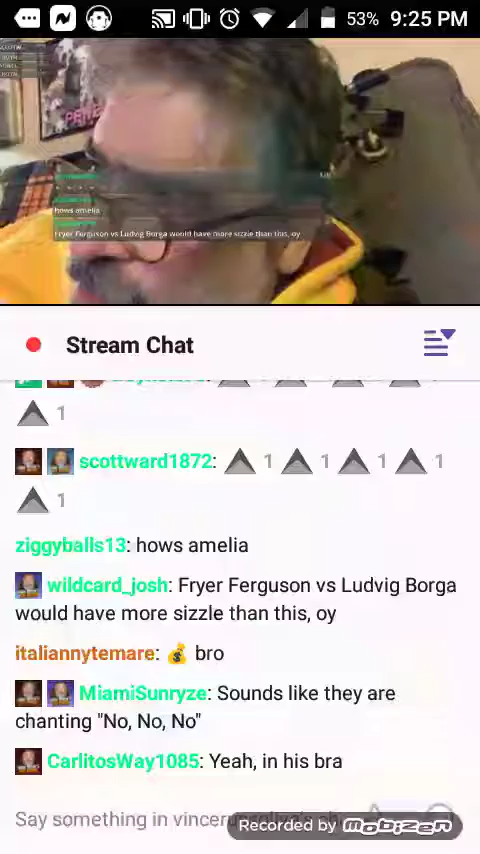 53% 9:25 PM
hows amelia
Fryer Ferguson vs Ludvig Borga would have more sizzle than this, oy
Stream Chat
1
scottward1872: 1 1 1 1
1
ziggyballs13: hows amelia
wildcard_josh: Fryer Ferguson vs Ludvig Borga
would have more sizzle than this, oy
italiannytemare: 💰 bro
MiamiSunryze: Sounds like they are
chanting "No, No, No"
CarlitosWay1085: Yeah, in his bra
Say something in
Recorded by mobizen